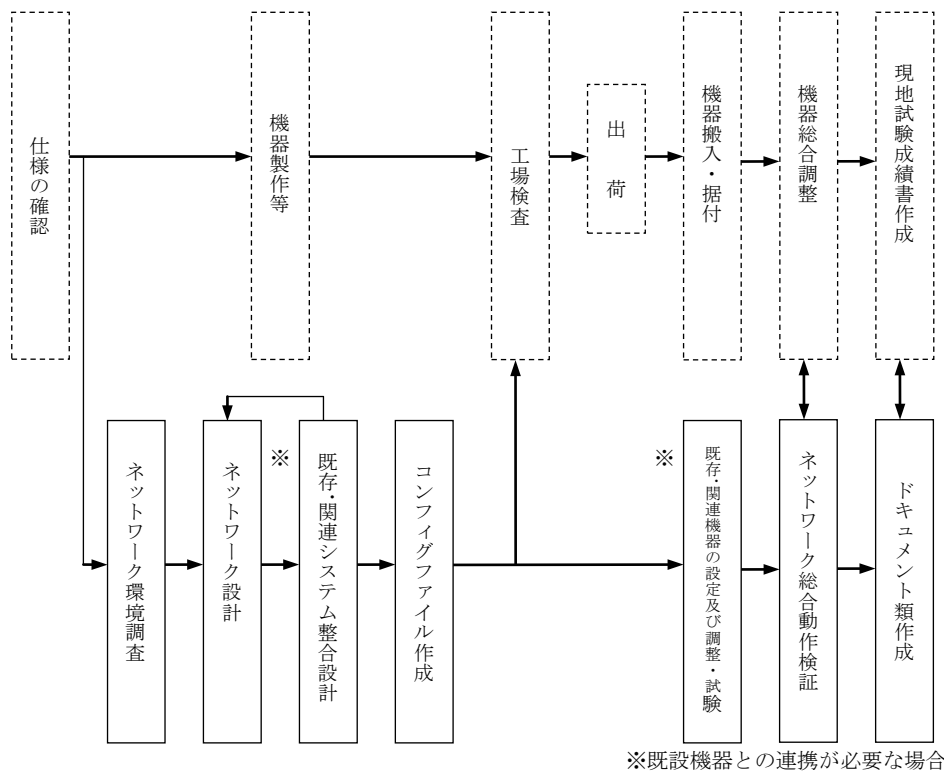 仕様の確認
機器製作等
工場検査
出荷
機器搬入・据付
機器総合調整
現地試験成績書作成
ネットワーク環境調査
ネットワーク設計
※
既存・関連システム整合設計
コンフィグファイル作成
※
既存・関連機器の設定及び調整・試験
ネットワーク総合動作検証
ドキュメント類作成
※既設機器との連携が必要な場合